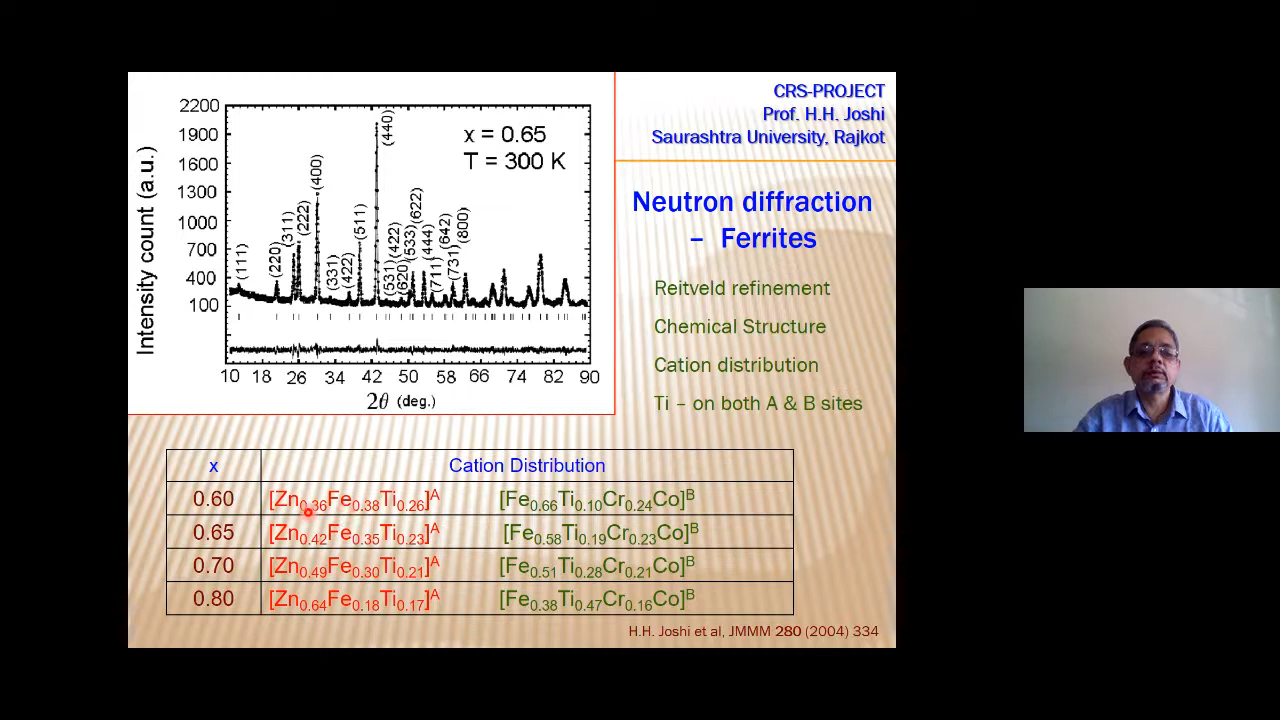 CRS-PROJECT
Prof. H.H. Joshi
Saurashtra University, Rajkot
Neutron diffraction
– Ferrites
Reitveld refinement
Chemical Structure
Cation distribution
Ti – on both A & B sites
x = 0.65
T = 300 K
Intensity count (a.u.)
2200
1900
1600
1300
1000
700
400
100
(111)
(220)
(311)
(222)
(400)
(331)
(422)
(511)
(440)
(531)
(422)
(620)
(533)
(622)
(444)
(711)
(642)
(731)
(800)
10 18 26 34 42 50 58 66 74 82 90
2θ (deg.)
x Cation Distribution
0.60 [Zn0.36Fe0.38Ti0.26]A [Fe0.66Ti0.10Cr0.24Co]B
0.65 [Zn0.42Fe0.35Ti0.23]A [Fe0.58Ti0.19Cr0.23Co]B
0.70 [Zn0.49Fe0.30Ti0.21]A [Fe0.51Ti0.28Cr0.21Co]B
0.80 [Zn0.64Fe0.18Ti0.17]A [Fe0.38Ti0.47Cr0.16Co]B
H.H. Joshi et al, JMMM 280 (2004) 334